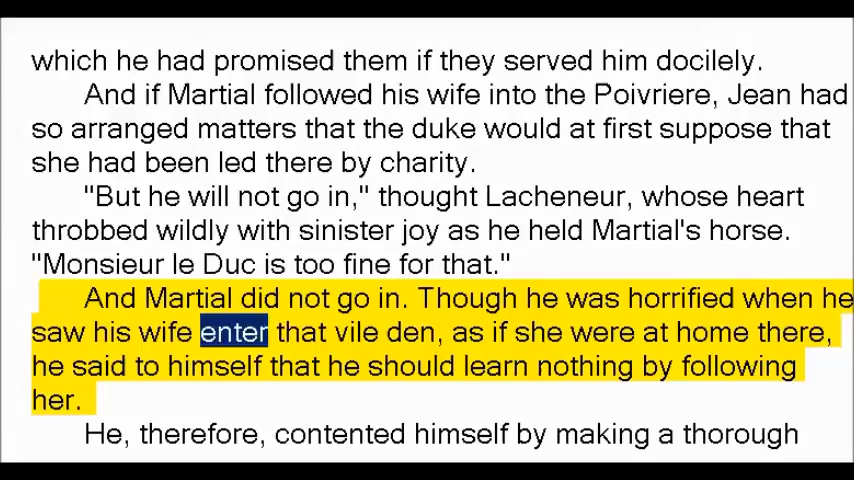 which he had promised them if they served him docilely.
And if Martial followed his wife into the Poivriere, Jean had
so arranged matters that the duke would at first suppose that
she had been led there by charity.
"But he will not go in," thought Lacheneur, whose heart
throbbed wildly with sinister joy as he held Martial's horse.
"Monsieur le Duc is too fine for that."
And Martial did not go in. Though he was horrified when he
saw his wife enter that vile den, as if she were at home there,
he said to himself that he should learn nothing by following
her.
He, therefore, contented himself by making a thorough